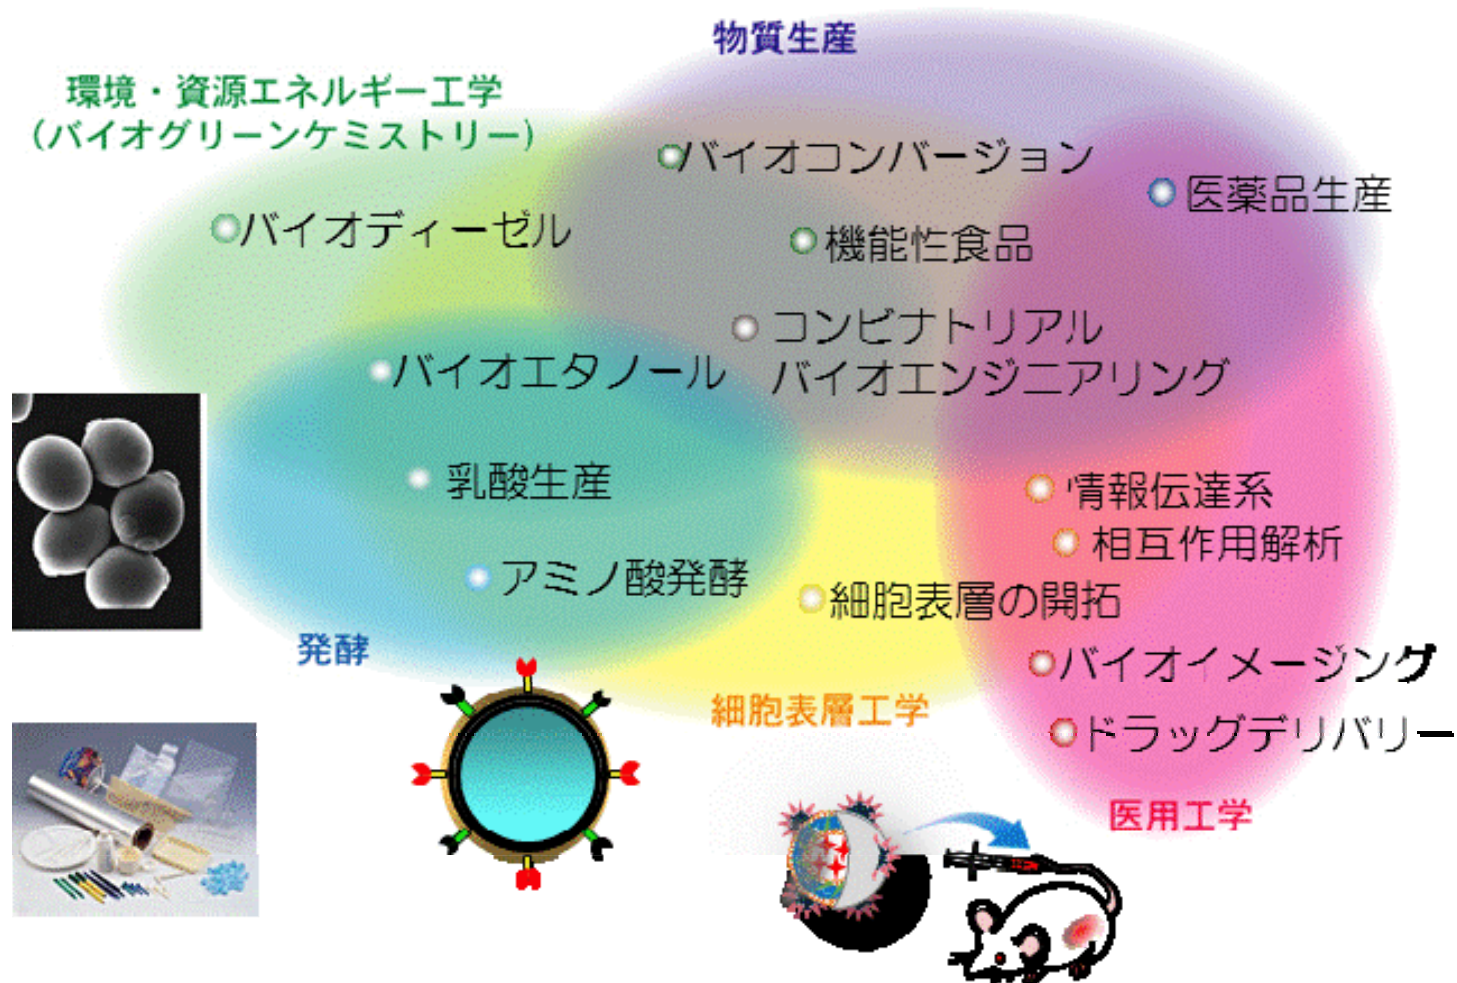 物質生産
環境・資源エネルギー工学
(バイオグリーンケミストリー)
バイオコンバージョン
医薬品生産
バイオディーゼル
機能性食品
コンビナトリアル
バイオエンジニアリング
バイオエタノール
乳酸生産
情報伝達系
相互作用解析
アミノ酸発酵
細胞表層の開拓
発酵
バイオイメージング
細胞表層工学
ドラッグデリバリー
医用工学